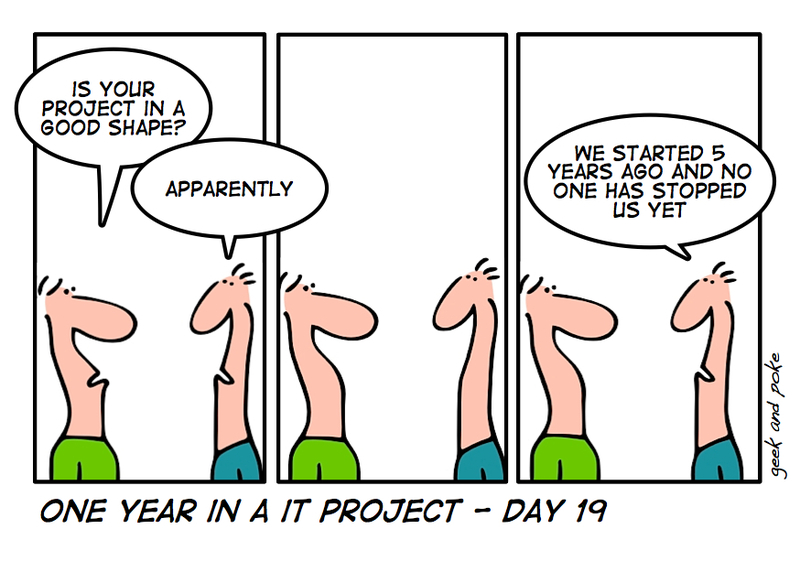 IS YOUR
PROJECT IN A
GOOD SHAPE?
APPARENTLY
WE STARTED 5
YEARS AGO AND NO
ONE HAS STOPPED
US YET
geek and poke
ONE YEAR IN A IT PROJECT - DAY 19